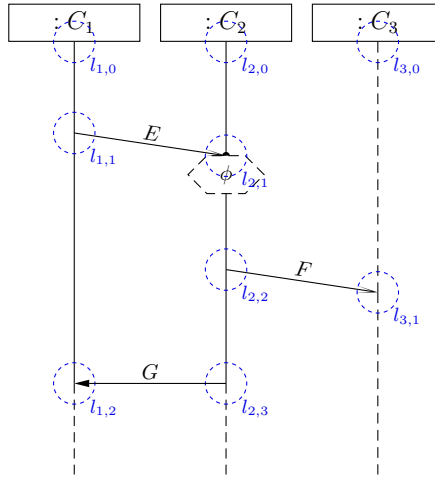 : C₁ : C₂ : C₃
l₁,₀ l₂,₀ l₃,₀
E
l₁,₁ l₂,₁
ϕ
F
l₂,₂
l₃,₁
G
l₁,₂ l₂,₃